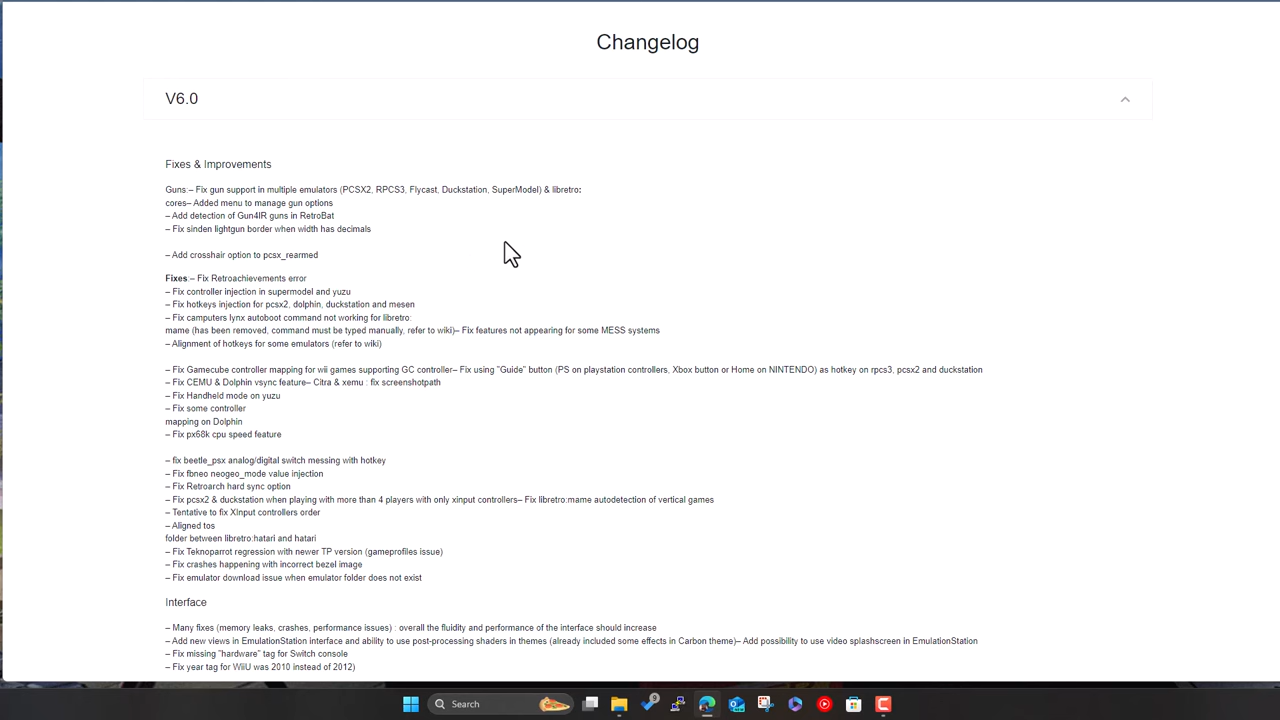 Changelog
V6.0
Fixes & Improvements
Guns:– Fix gun support in multiple emulators (PCSX2, RPCS3, Flycast, Duckstation, SuperModel) & libretro:
cores– Added menu to manage gun options
– Add detection of Gun4IR guns in RetroBat
– Fix sinden lightgun border when width has decimals
– Add crosshair option to pcsx_rearmed
Fixes:– Fix Retroachievements error
– Fix controller injection in supermodel and yuzu
– Fix hotkeys injection for pcsx2, dolphin, duckstation and mesen
– Fix camputers lynx autoboot command not working for libretro:
mame (has been removed, command must be typed manually, refer to wiki)– Fix features not appearing for some MESS systems
– Alignment of hotkeys for some emulators (refer to wiki)
– Fix Gamecube controller mapping for wii games supporting GC controller– Fix using "Guide" button (PS on playstation controllers, Xbox button or Home on NINTENDO) as hotkey on rpcs3, pcsx2 and duckstation
– Fix CEMU & Dolphin vsync feature– Citra & xemu : fix screenshotpath
– Fix Handheld mode on yuzu
– Fix some controller
mapping on Dolphin
– Fix px68k cpu speed feature
– fix beetle_psx analog/digital switch messing with hotkey
– Fix fbneo neogeo_mode value injection
– Fix Retroarch hard sync option
– Fix pcsx2 & duckstation when playing with more than 4 players with only xinput controllers– Fix libretro:mame autodetection of vertical games
– Tentative to fix XInput controllers order
– Aligned tos
folder between libretro:hatari and hatari
– Fix Teknoparrot regression with newer TP version (gameprofiles issue)
– Fix crashes happening with incorrect bezel image
– Fix emulator download issue when emulator folder does not exist
Interface
– Many fixes (memory leaks, crashes, performance issues) : overall the fluidity and performance of the interface should increase
– Add new views in EmulationStation interface and ability to use post-processing shaders in themes (already included some effects in Carbon theme)– Add possibility to use video splashscreen in EmulationStation
– Fix missing "hardware" tag for Switch console
– Fix year tag for WiiU was 2010 instead of 2012)
Search
9